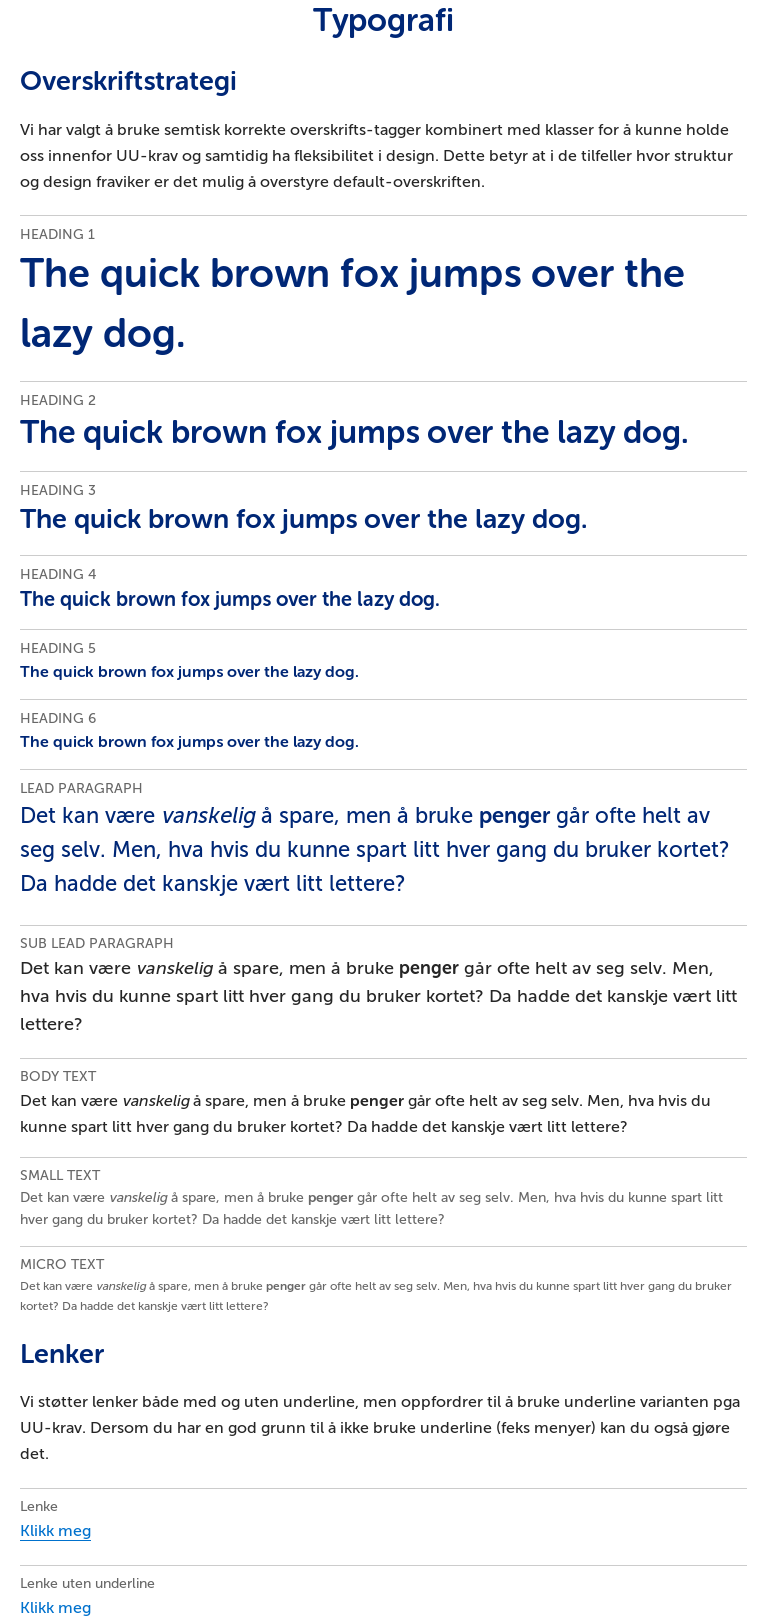 Typografi
Overskriftstrategi
Vi har valgt å bruke semtisk korrekte overskrifts-tagger kombinert med klasser for å kunne holde
oss innenfor UU-krav og samtidig ha fleksibilitet i design. Dette betyr at i de tilfeller hvor struktur
og design fraviker er det mulig å overstyre default-overskriften.
HEADING 1
The quick brown fox jumps over the
lazy dog.
HEADING 2
The quick brown fox jumps over the lazy dog.
HEADING 3
The quick brown fox jumps over the lazy dog.
HEADING 4
The quick brown fox jumps over the lazy dog.
HEADING 5
The quick brown fox jumps over the lazy dog.
HEADING 6
The quick brown fox jumps over the lazy dog.
LEAD PARAGRAPH
Det kan være vanskelig å spare, men å bruke penger går ofte helt av
seg selv. Men, hva hvis du kunne spart litt hver gang du bruker kortet?
Da hadde det kanskje vært litt lettere?
SUB LEAD PARAGRAPH
Det kan være vanskelig å spare, men å bruke penger går ofte helt av seg selv. Men,
hva hvis du kunne spart litt hver gang du bruker kortet? Da hadde det kanskje vært litt
lettere?
BODY TEXT
Det kan være vanskelig å spare, men å bruke penger går ofte helt av seg selv. Men, hva hvis du
kunne spart litt hver gang du bruker kortet? Da hadde det kanskje vært litt lettere?
SMALL TEXT
Det kan være vanskelig å spare, men å bruke penger går ofte helt av seg selv. Men, hva hvis du kunne spart litt
hver gang du bruker kortet? Da hadde det kanskje vært litt lettere?
MICRO TEXT
Det kan være vanskelig å spare, men å bruke penger går ofte helt av seg selv. Men, hva hvis du kunne spart litt hver gang du bruker
kortet? Da hadde det kanskje vært litt lettere?
Lenker
Vi støtter lenker både med og uten underline, men oppfordrer til å bruke underline varianten pga
UU-krav. Dersom du har en god grunn til å ikke bruke underline (feks menyer) kan du også gjøre
det.
Lenke
Klikk meg
Lenke uten underline
Klikk meg